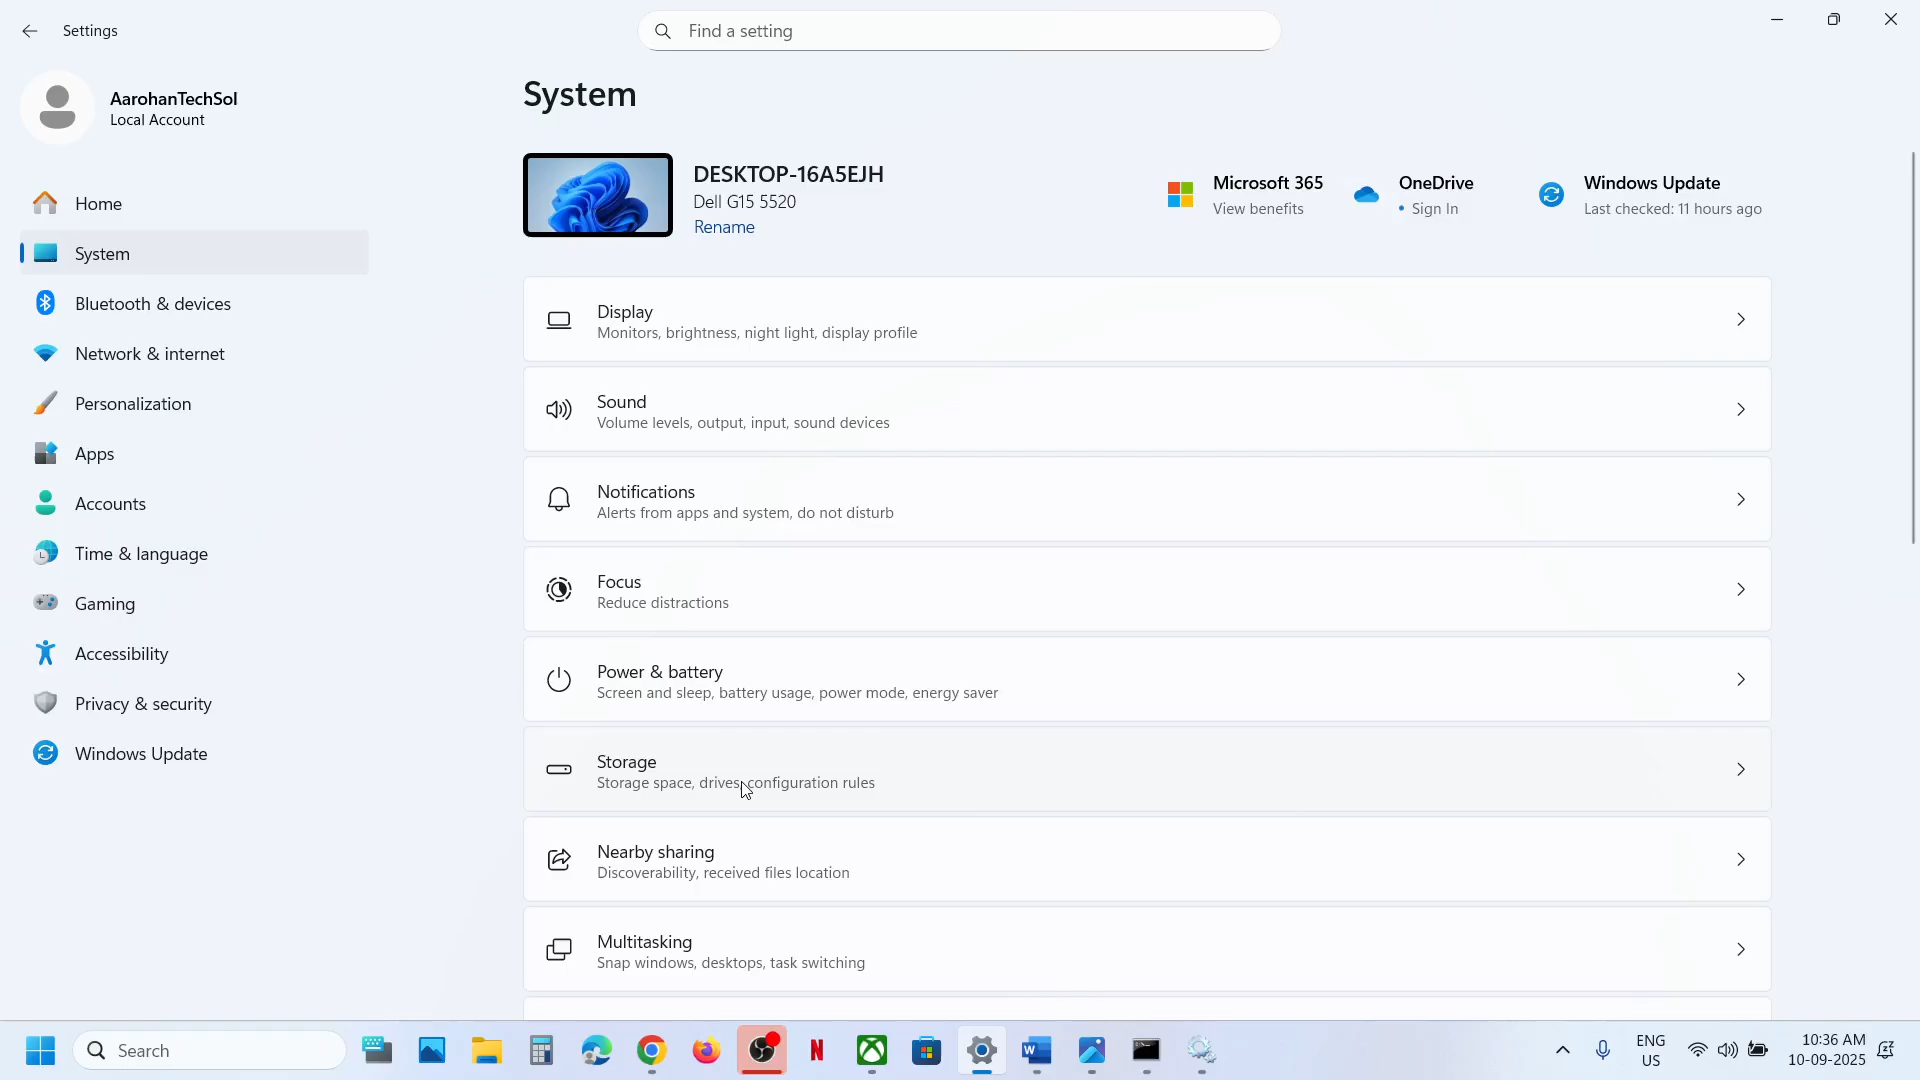 Settings
Find a setting
AarohanTechSol
Local Account
Home
System
Bluetooth & devices
Network & internet
Personalization
Apps
Accounts
Time & language
Gaming
Accessibility
Privacy & security
Windows Update
System
DESKTOP-16A5EJH
Dell G15 5520
Rename
Microsoft 365
View benefits
OneDrive
• Sign In
Windows Update
Last checked: 11 hours ago
Display
Monitors, brightness, night light, display profile
Sound
Volume levels, output, input, sound devices
Notifications
Alerts from apps and system, do not disturb
Focus
Reduce distractions
Power & battery
Screen and sleep, battery usage, power mode, energy saver
Storage
Storage space, drives, configuration rules
Nearby sharing
Discoverability, received files location
Multitasking
Snap windows, desktops, task switching
Search
ENG
US
10:36 AM
10-09-2025